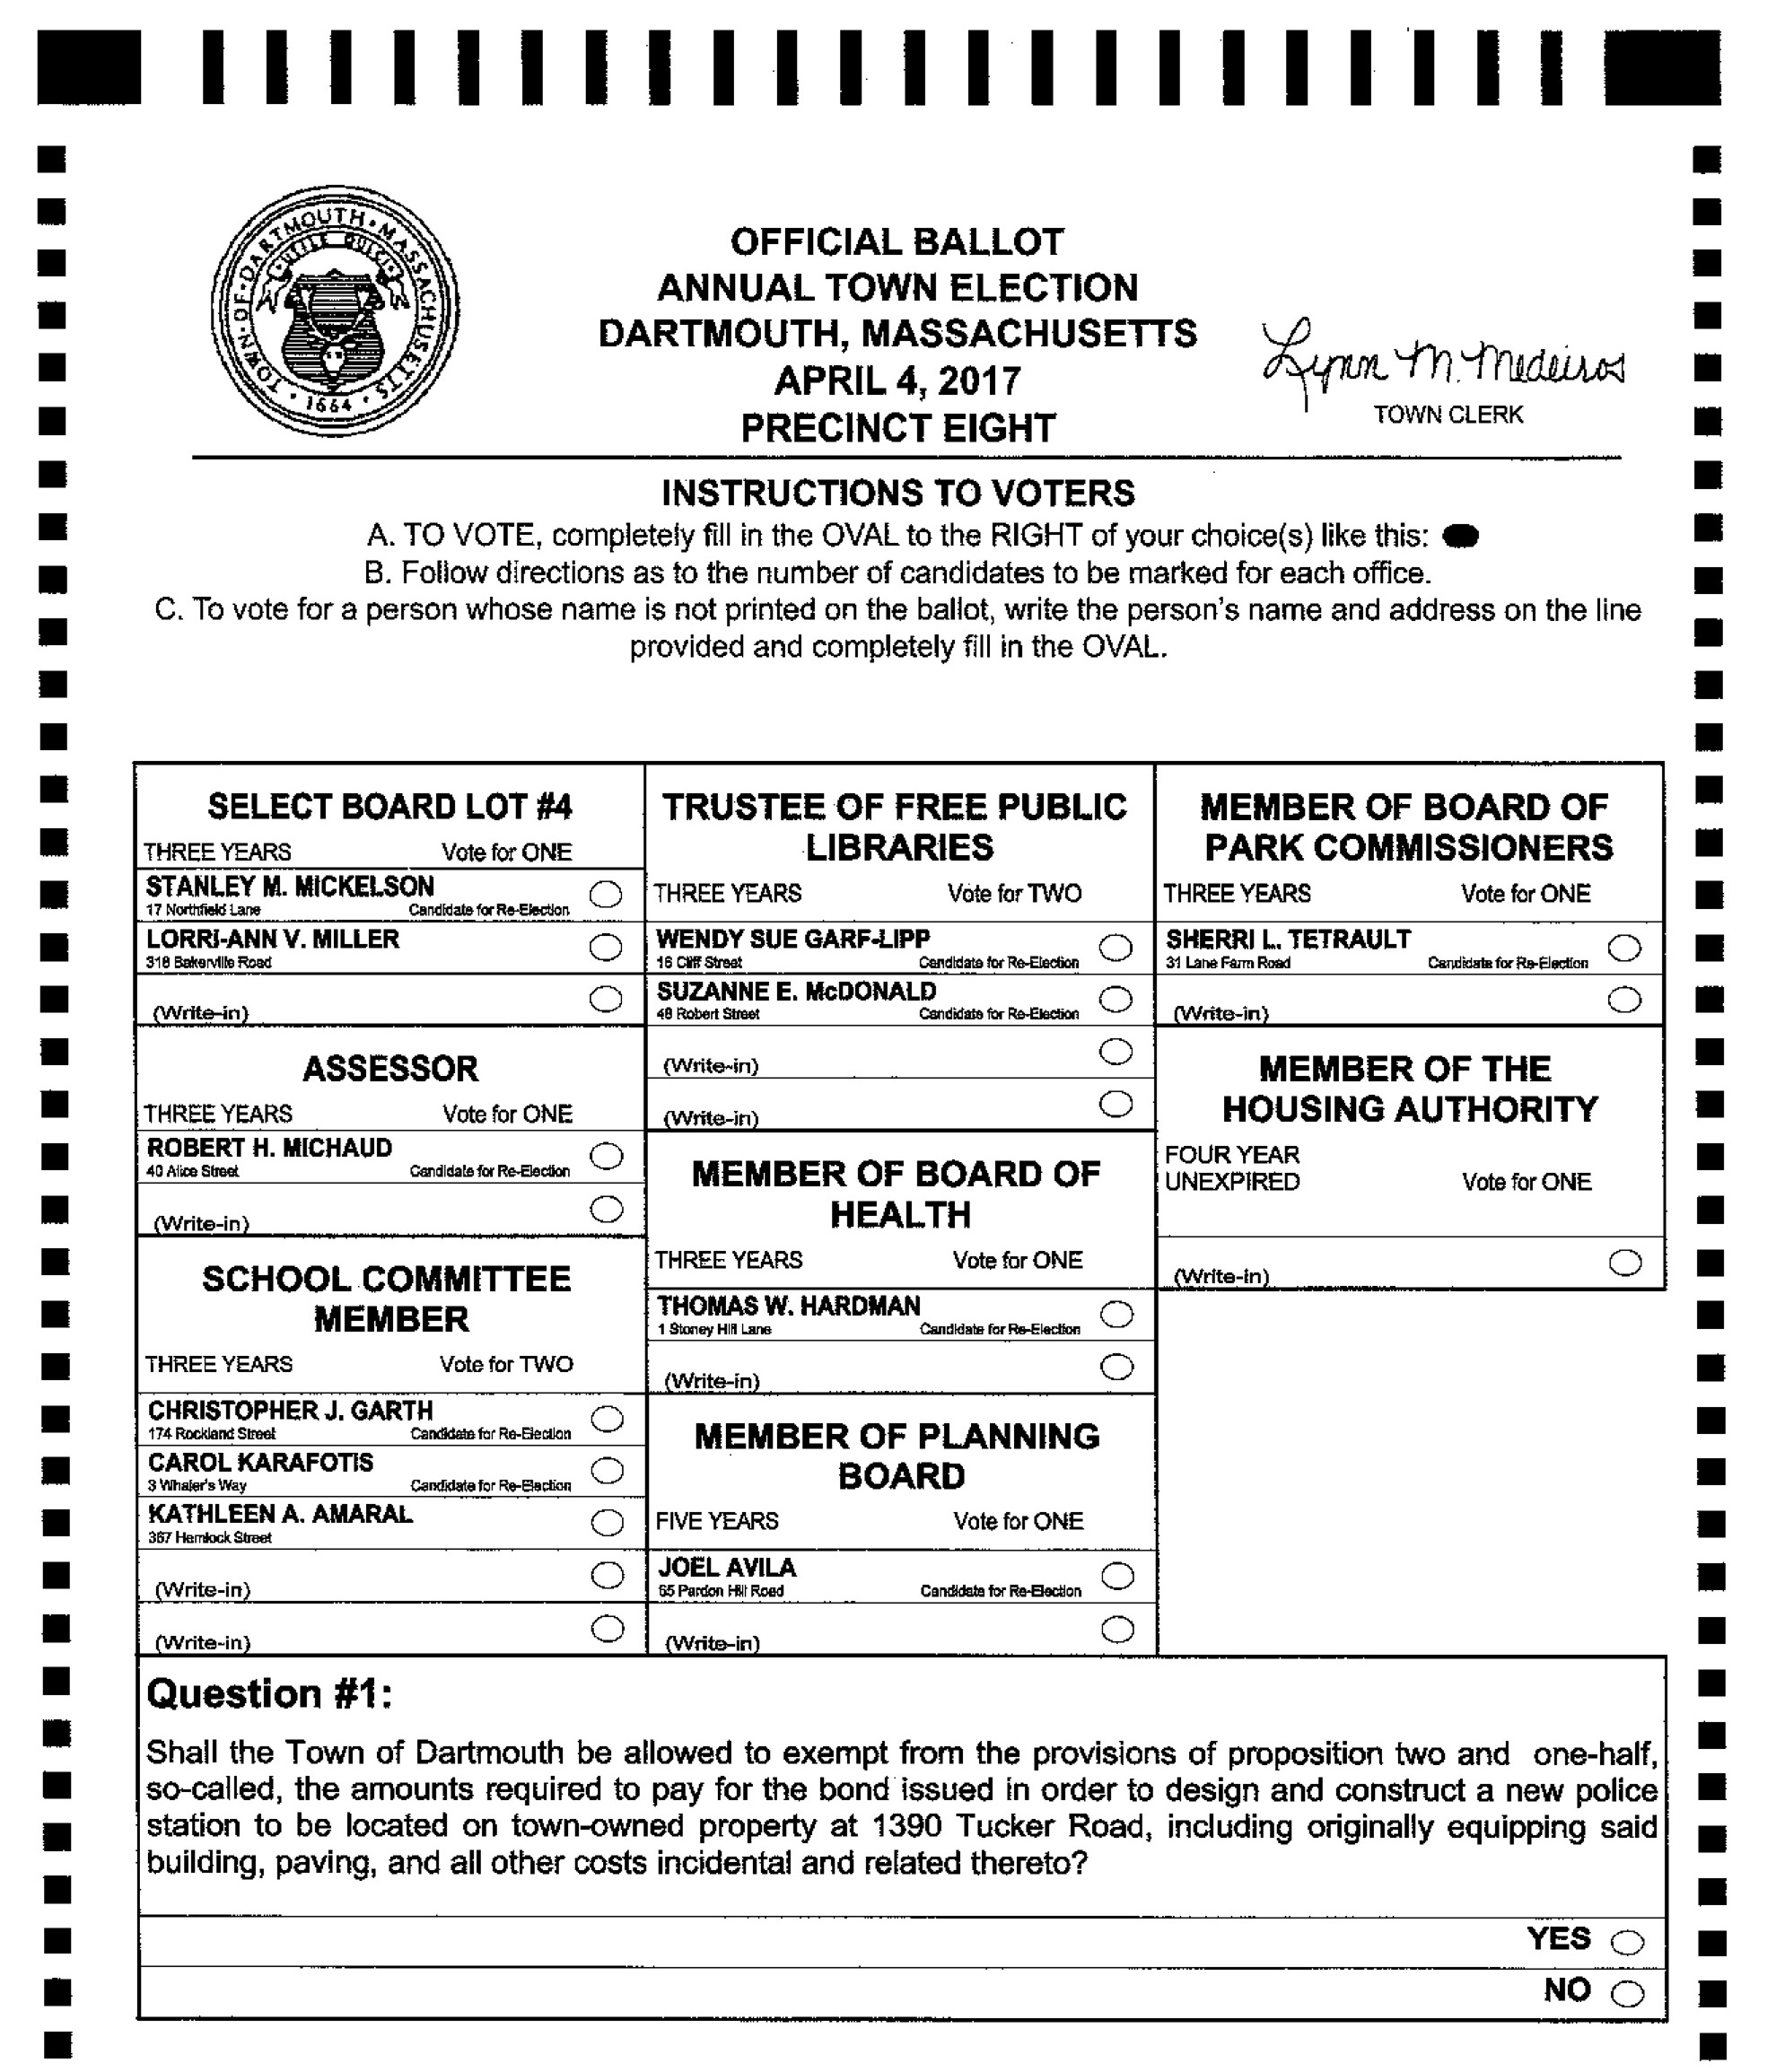 TOWN·OF·DARTMOUTH·MASSACHUSETTS
UTILE DULCI
· 1664 ·
OFFICIAL BALLOT
ANNUAL TOWN ELECTION
DARTMOUTH, MASSACHUSETTS
APRIL 4, 2017
PRECINCT EIGHT
Lynn M. Medeiros
TOWN CLERK
INSTRUCTIONS TO VOTERS
A. TO VOTE, completely fill in the OVAL to the RIGHT of your choice(s) like this:
B. Follow directions as to the number of candidates to be marked for each office.
C. To vote for a person whose name is not printed on the ballot, write the person's name and address on the line
provided and completely fill in the OVAL.
SELECT BOARD LOT #4
THREE YEARS Vote for ONE
STANLEY M. MICKELSON
17 Northfield Lane Candidate for Re-Election
LORRI-ANN V. MILLER
318 Bakerville Road
(Write-in)
ASSESSOR
THREE YEARS Vote for ONE
ROBERT H. MICHAUD
40 Alice Street Candidate for Re-Election
(Write-in)
SCHOOL COMMITTEE
MEMBER
THREE YEARS Vote for TWO
CHRISTOPHER J. GARTH
174 Rockland Street Candidate for Re-Election
CAROL KARAFOTIS
3 Whaler's Way Candidate for Re-Election
KATHLEEN A. AMARAL
367 Hemlock Street
(Write-in)
(Write-in)
TRUSTEE OF FREE PUBLIC
LIBRARIES
THREE YEARS Vote for TWO
WENDY SUE GARF-LIPP
16 Cliff Street Candidate for Re-Election
SUZANNE E. McDONALD
48 Robert Street Candidate for Re-Election
(Write-in)
(Write-in)
MEMBER OF BOARD OF
HEALTH
THREE YEARS Vote for ONE
THOMAS W. HARDMAN
1 Stoney Hill Lane Candidate for Re-Election
(Write-in)
MEMBER OF PLANNING
BOARD
FIVE YEARS Vote for ONE
JOEL AVILA
65 Pardon Hill Road Candidate for Re-Election
(Write-in)
MEMBER OF BOARD OF
PARK COMMISSIONERS
THREE YEARS Vote for ONE
SHERRI L. TETRAULT
31 Lane Farm Road Candidate for Re-Election
(Write-in)
MEMBER OF THE
HOUSING AUTHORITY
FOUR YEAR
UNEXPIRED Vote for ONE
(Write-in)
Question #1:
Shall the Town of Dartmouth be allowed to exempt from the provisions of proposition two and one-half,
so-called, the amounts required to pay for the bond issued in order to design and construct a new police
station to be located on town-owned property at 1390 Tucker Road, including originally equipping said
building, paving, and all other costs incidental and related thereto?
YES
NO